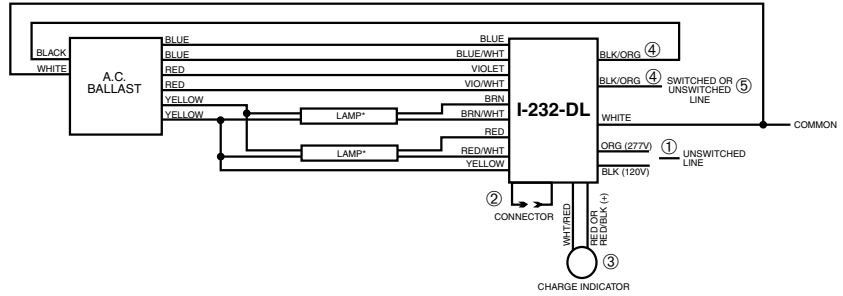 BLACK
WHITE
A.C.
BALLAST
BLUE
BLUE
RED
RED
YELLOW
YELLOW
LAMP*
LAMP*
BLUE
BLUE/WHT
VIOLET
VIO/WHT
BRN
BRN/WHT
RED
RED/WHT
YELLOW
I-232-DL
BLK/ORG ④
BLK/ORG ④
SWITCHED OR ⑤
UNSWITCHED
LINE
WHITE
COMMON
ORG (277V)
① UNSWITCHED
LINE
BLK (120V)
②
CONNECTOR
WHT/RED
RED OR
RED/BLK (+)
③
CHARGE INDICATOR